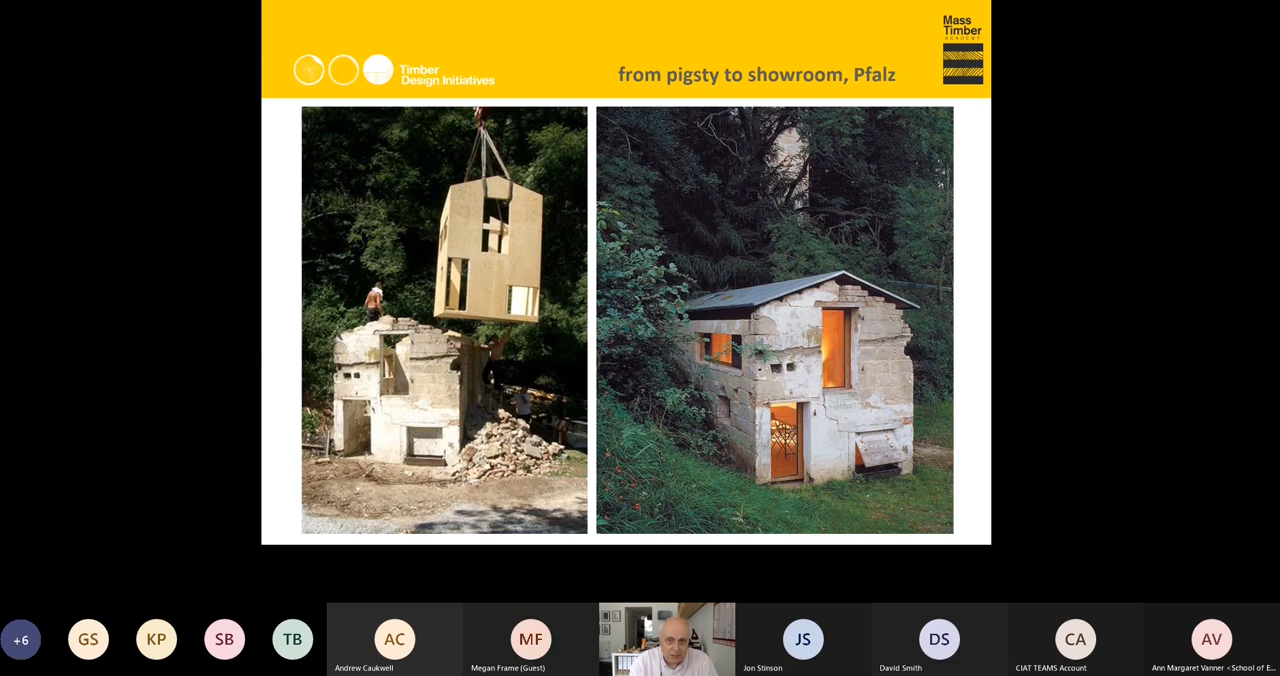 Timber
Design Initiatives
from pigsty to showroom, Pfalz
Mass
Timber
ACADEMY
+6
GS
KP
SB
TB
AC
Andrew Caukwell
MF
Megan Frame (Guest)
JS
Jon Stinson
DS
David Smith
CA
CIAT TEAMS Account
AV
Ann Margaret Vanner <School of E...